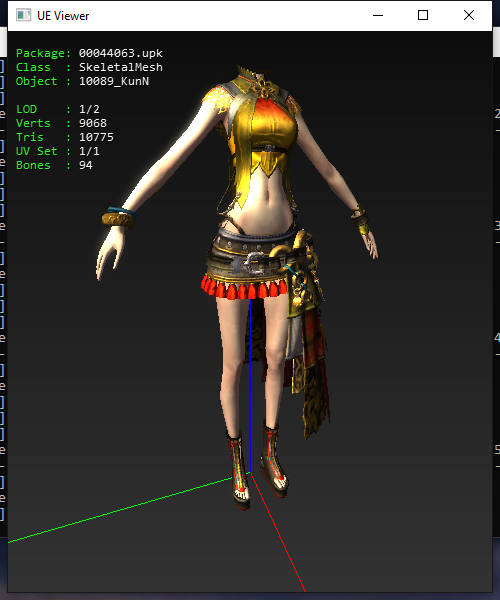 UE Viewer
Package: 00044063.upk
Class : SkeletalMesh
Object : 10089_KunN
LOD : 1/2
Verts : 9068
Tris : 10775
UV Set : 1/1
Bones : 94